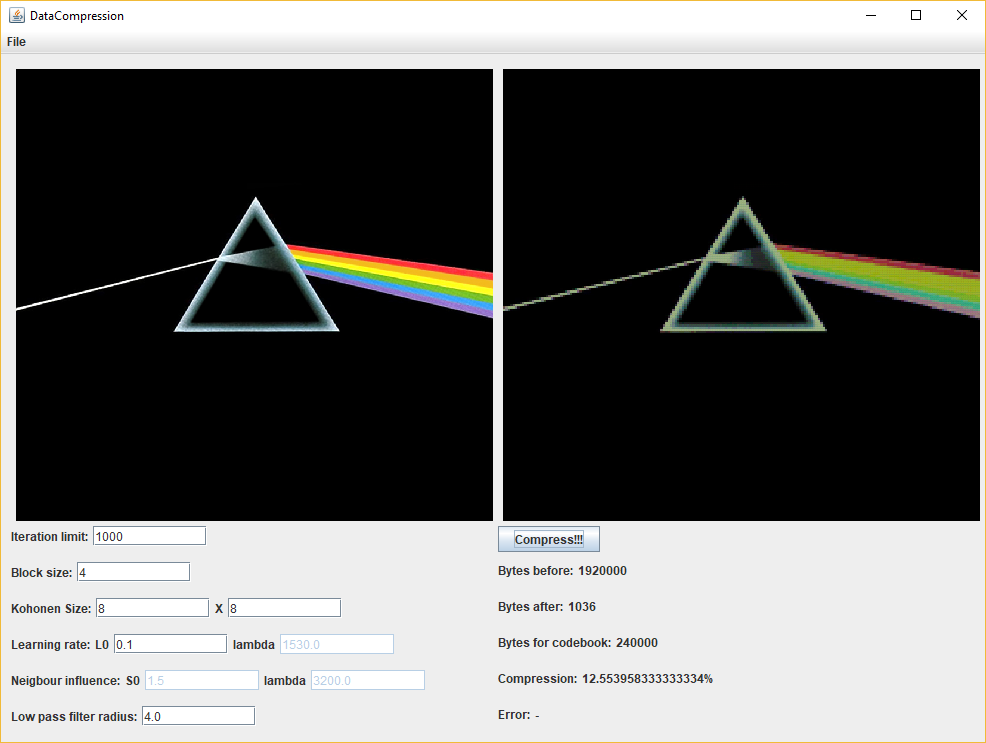 DataCompression
File
Iteration limit: 1000
Compress!!!
Block size: 4
Bytes before: 1920000
Kohonen Size: 8 X 8
Bytes after: 1036
Learning rate: L0 0.1 lambda 1530.0
Bytes for codebook: 240000
Neigbour influence: S0 1.5 lambda 3200.0
Compression: 12.553958333333334%
Low pass filter radius: 4.0
Error: -